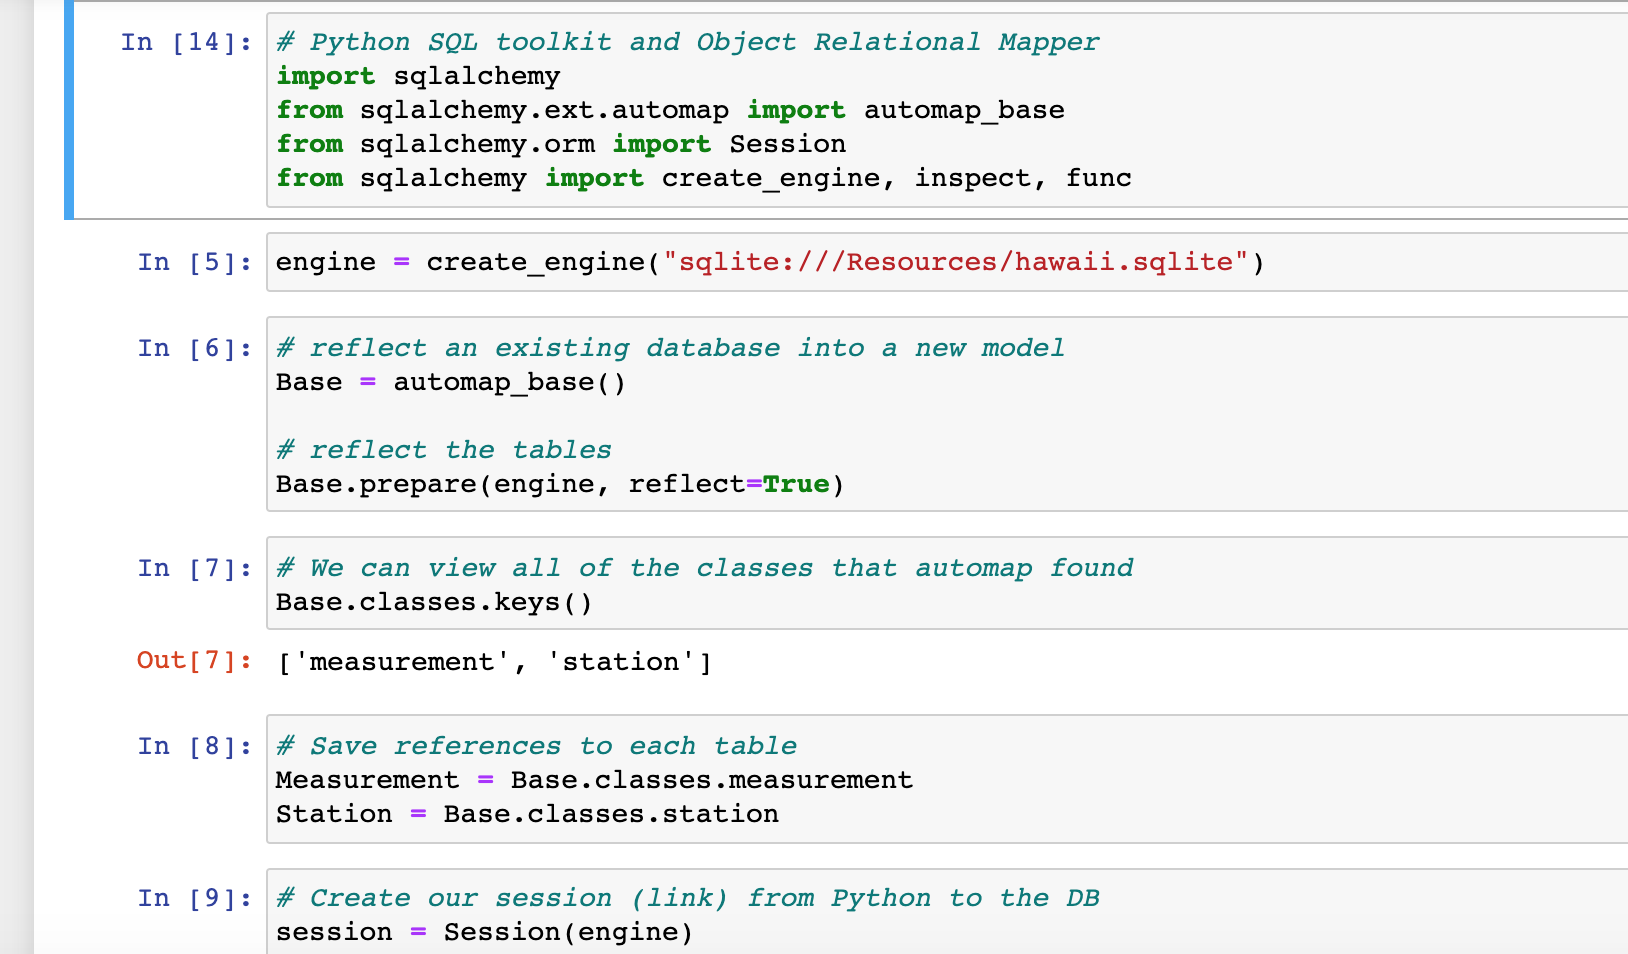 In [14]: # Python SQL toolkit and Object Relational Mapper
import sqlalchemy
from sqlalchemy.ext.automap import automap_base
from sqlalchemy.orm import Session
from sqlalchemy import create_engine, inspect, func
In [5]: engine = create_engine("sqlite:///Resources/hawaii.sqlite")
In [6]: # reflect an existing database into a new model
Base = automap_base()
# reflect the tables
Base.prepare(engine, reflect=True)
In [7]: # We can view all of the classes that automap found
Base.classes.keys()
Out[7]: ['measurement', 'station']
In [8]: # Save references to each table
Measurement = Base.classes.measurement
Station = Base.classes.station
In [9]: # Create our session (link) from Python to the DB
session = Session(engine)